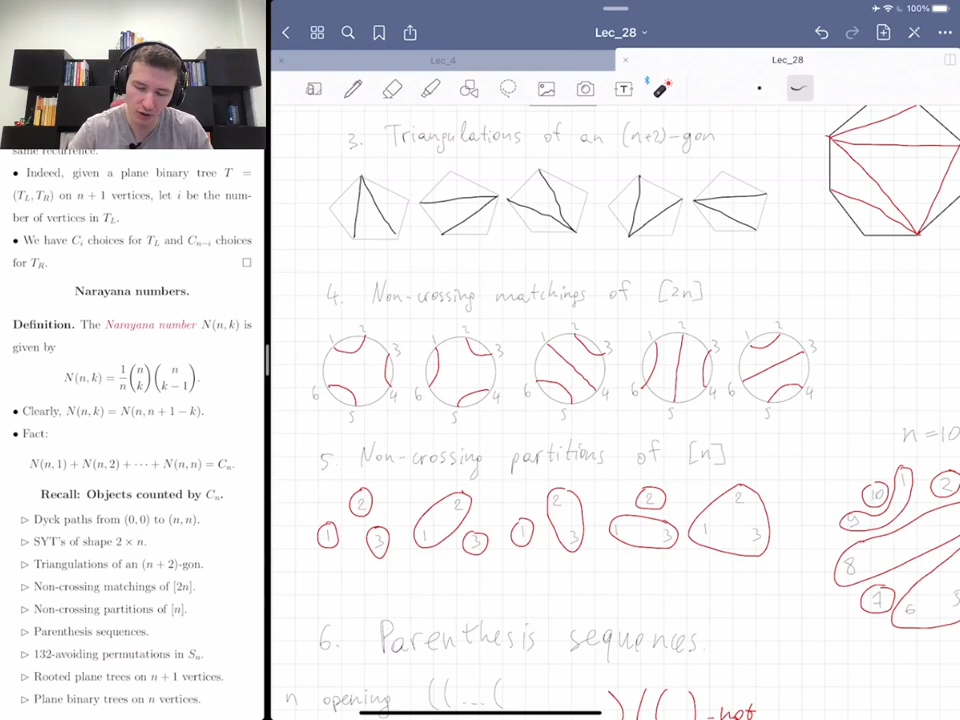 100%
Lec_28
Lec_4
Lec_28
T
same recurrence.
• Indeed, given a plane binary tree T =
(T_L, T_R) on n + 1 vertices, let i be the num-
ber of vertices in T_L.
• We have C_i choices for T_L and C_{n−i} choices
for T_R. □
Narayana numbers.
Definition. The Narayana number N(n, k) is
given by
N(n, k) = \frac{1}{n} \binom{n}{k} \binom{n}{k − 1}.
• Clearly, N(n, k) = N(n, n + 1 − k).
• Fact:
N(n, 1) + N(n, 2) + ⋯ + N(n, n) = C_n.
Recall: Objects counted by C_n.
▷ Dyck paths from (0, 0) to (n, n).
▷ SYT's of shape 2 × n.
▷ Triangulations of an (n + 2)-gon.
▷ Non-crossing matchings of [2n].
▷ Non-crossing partitions of [n].
▷ Parenthesis sequences.
▷ 132-avoiding permutations in S_n.
▷ Rooted plane trees on n + 1 vertices.
▷ Plane binary trees on n vertices.
3. Triangulations of an (n+2)-gon
4. Non-crossing matchings of [2n]
1 2 3 4 5 6
1 2 3 4 5 6
1 2 3 4 5 6
1 2 3 4 5 6
1 2 3 4 5 6
n=10
5. Non-crossing partitions of [n]
1 2 3
1 2 3
1 2 3
1 2 3
1 2 3
10 1 2
9
8
7 6
6. Parenthesis sequences.
n opening ((...(
)(( ) - not